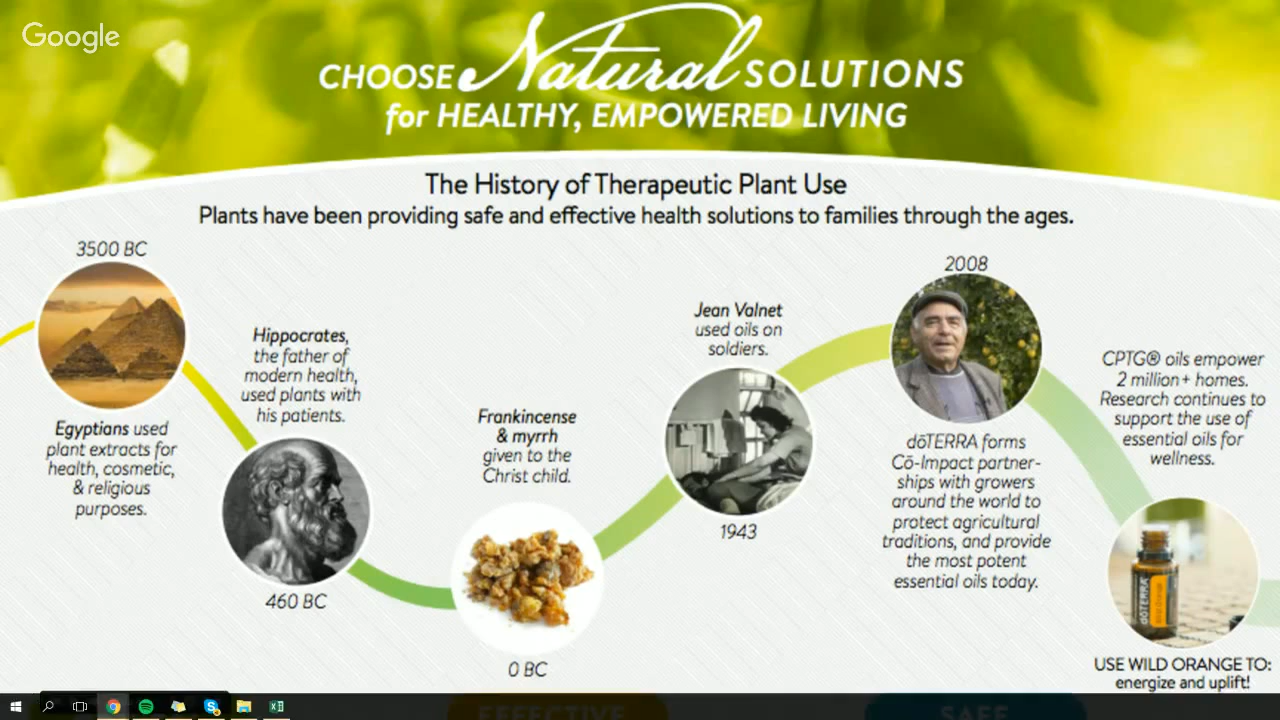 Google
CHOOSE Natural SOLUTIONS
for HEALTHY, EMPOWERED LIVING
The History of Therapeutic Plant Use
Plants have been providing safe and effective health solutions to families through the ages.
3500 BC
Egyptians used
plant extracts for
health, cosmetic,
& religious
purposes.
Hippocrates,
the father of
modern health,
used plants with
his patients.
460 BC
Frankincense
& myrrh
given to the
Christ child.
0 BC
Jean Valnet
used oils on
soldiers.
1943
2008
dōTERRA forms
Cō-Impact partner-
ships with growers
around the world to
protect agricultural
traditions, and provide
the most potent
essential oils today.
CPTG® oils empower
2 million+ homes.
Research continues to
support the use of
essential oils for
wellness.
dōTERRA
USE WILD ORANGE TO:
energize and uplift!
EFFECTIVE
SAFE